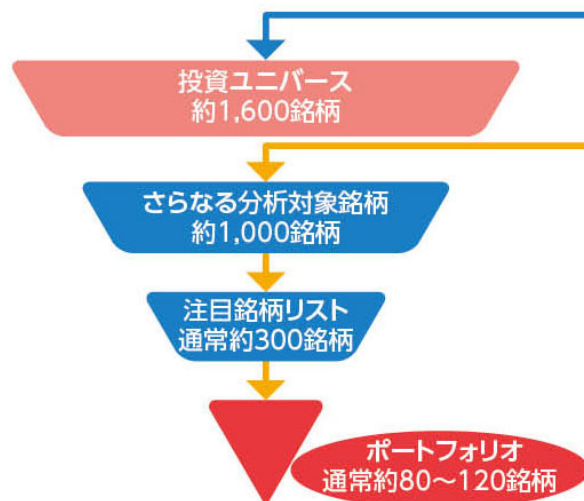 投資ユニバース
約1,600銘柄
さらなる分析対象銘柄
約1,000銘柄
注目銘柄リスト
通常約300銘柄
ポートフォリオ
通常約80～120銘柄